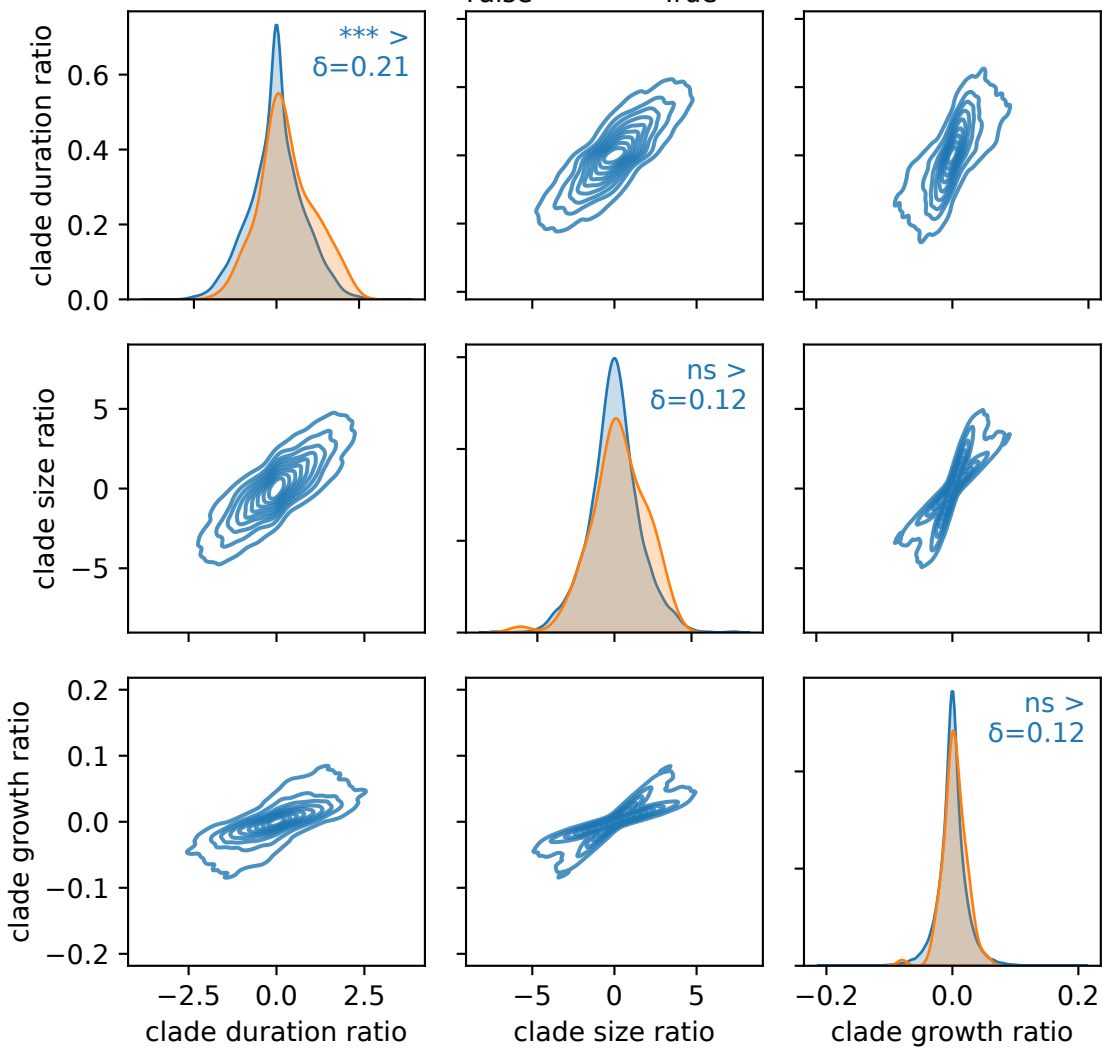 clade duration ratio
0.6
0.4
0.2
0.0
*** >
δ=0.21
clade size ratio
5
0
−5
ns >
δ=0.12
clade growth ratio
0.2
0.1
0.0
−0.1
−0.2
ns >
δ=0.12
−2.5 0.0 2.5
−5 0 5
−0.2 0.0 0.2
clade duration ratio
clade size ratio
clade growth ratio